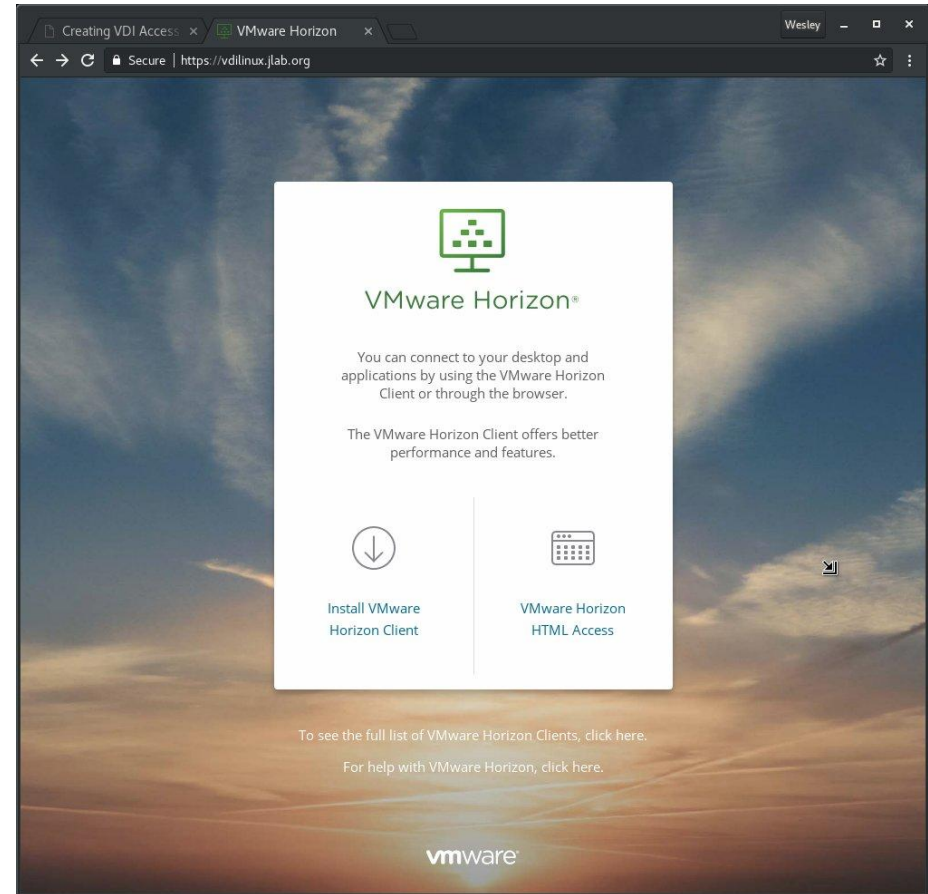 Creating VDI Access
VMware Horizon
Wesley
Secure | https://vdilinux.jlab.org
VMware Horizon®
You can connect to your desktop and
applications by using the VMware Horizon
Client or through the browser.
The VMware Horizon Client offers better
performance and features.
Install VMware
Horizon Client
VMware Horizon
HTML Access
To see the full list of VMware Horizon Clients, click here.
For help with VMware Horizon, click here.
vmware®